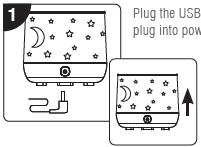 1
Plug the USB
plug into pow